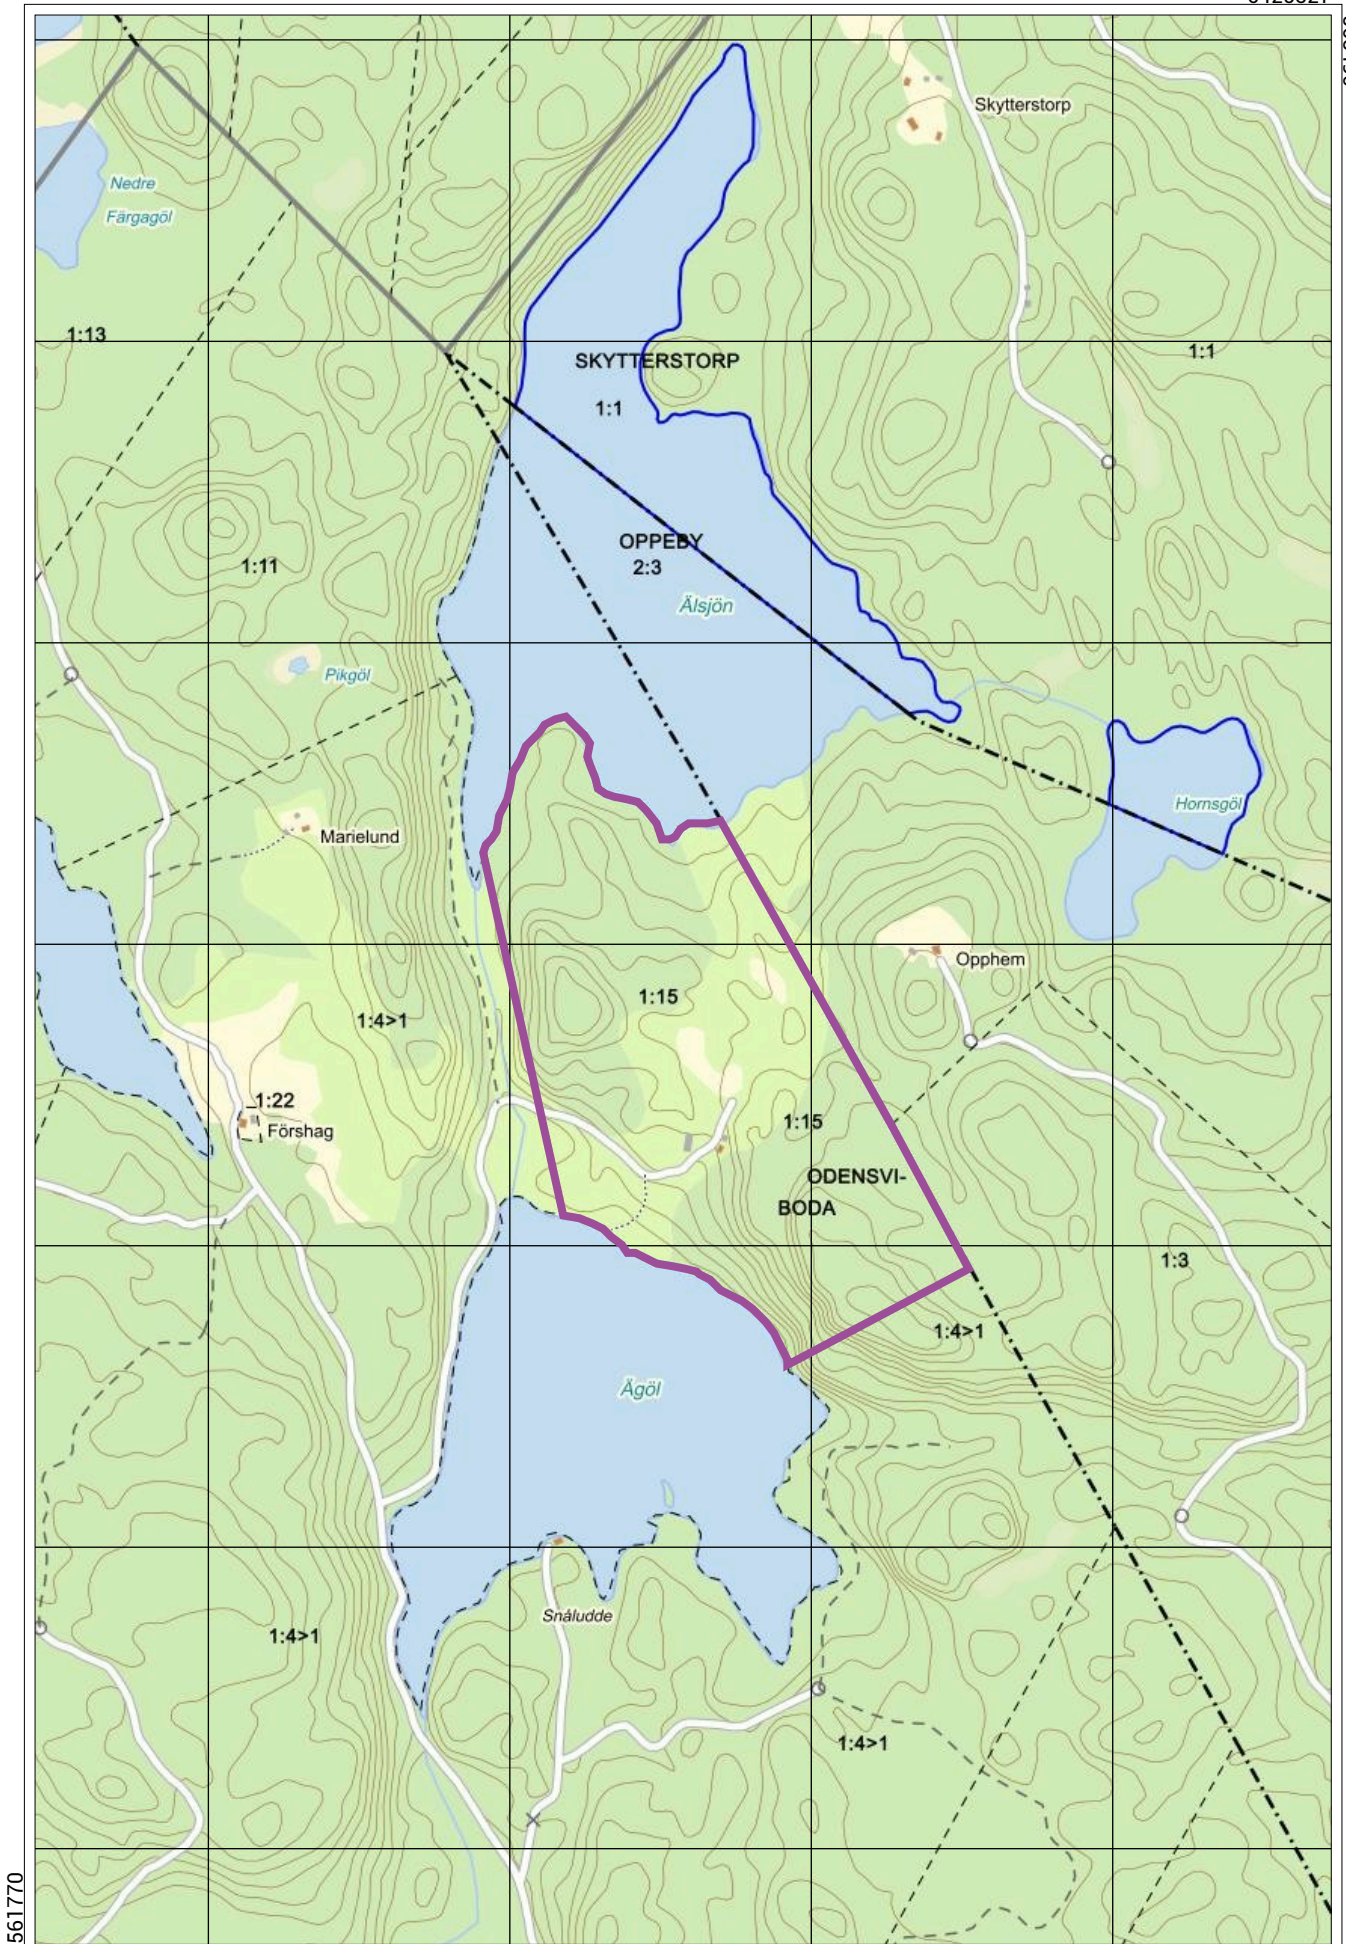 Skytterstorp
Nedre
Färgagöl
1:13
SKYTTERSTORP
1:1
1:1
OPPEBY
2:3
1:11
Älsjön
Pikgöl
Hornsgöl
Marielund
Opphem
1:15
1:4>1
1:22
Förshag
1:15
ODENSVI-
BODA
1:3
1:4>1
Ägöl
Snåludde
1:4>1
1:4>1
561770